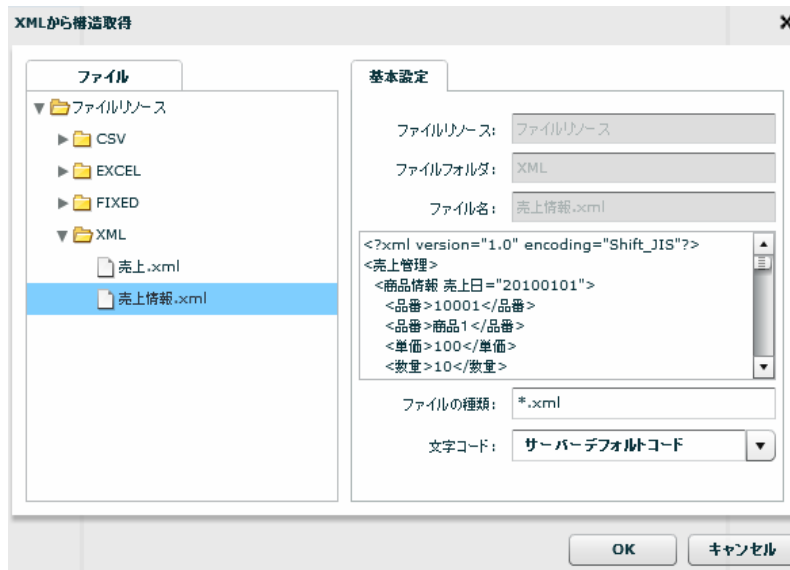 XMLから構造取得
X
ファイル
ファイルリソース
CSV
EXCEL
FIXED
XML
売上.xml
売上情報.xml
基本設定
ファイルリソース: ファイルリソース
ファイルフォルダ: XML
ファイル名: 売上情報.xml
<?xml version="1.0" encoding="Shift_JIS"?>
<売上管理>
<商品情報 売上日="20100101">
<品番>10001</品番>
<品番>商品1</品番>
<単価>100</単価>
<数量>10</数量>
ファイルの種類: *.xml
文字コード: サーバーデフォルトコード
OK
キャンセル